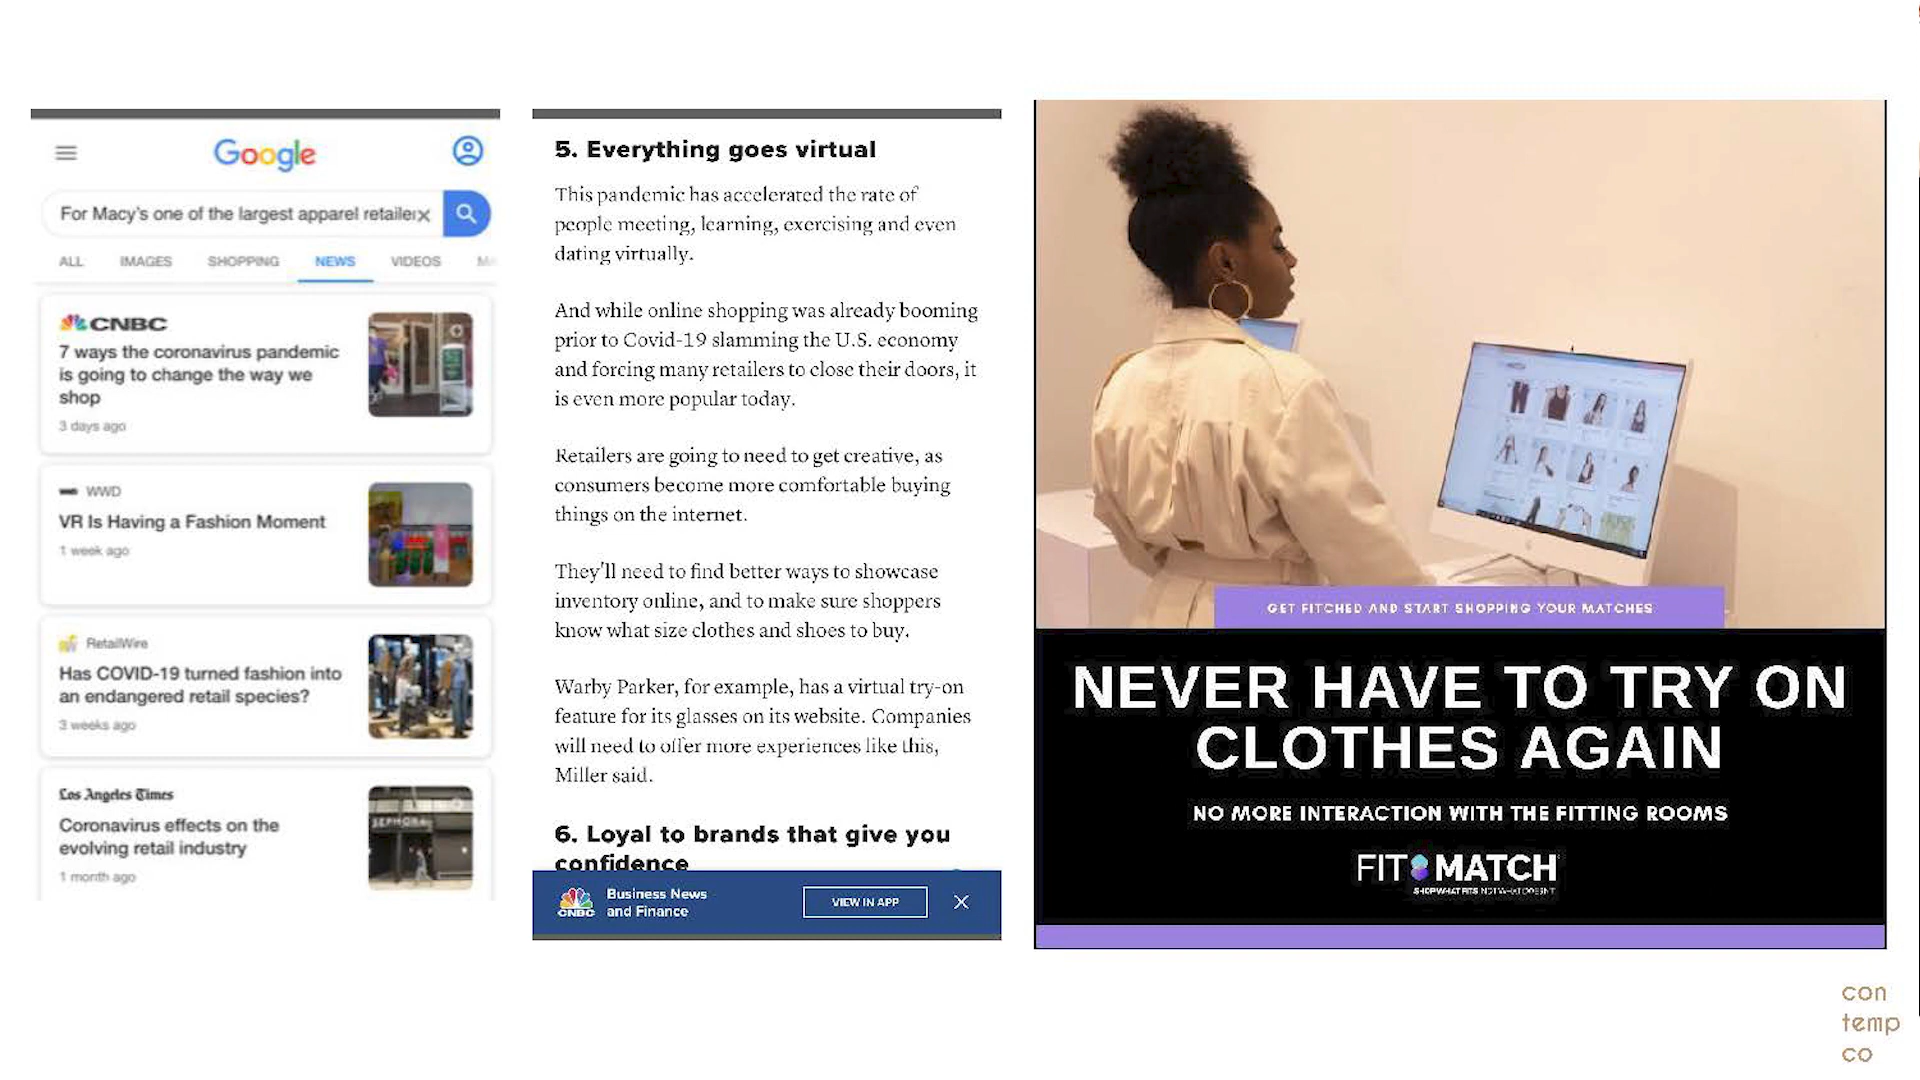 Google
For Macy's one of the largest apparel retailer
ALL IMAGES SHOPPING NEWS VIDEOS
CNBC
7 ways the coronavirus pandemic
is going to change the way we
shop
3 days ago
WWD
VR Is Having a Fashion Moment
1 week ago
RetailWire
Has COVID-19 turned fashion into
an endangered retail species?
3 weeks ago
Los Angeles Times
Coronavirus effects on the
evolving retail industry
1 month ago
SEPHORA
5. Everything goes virtual
This pandemic has accelerated the rate of
people meeting, learning, exercising and even
dating virtually.
And while online shopping was already booming
prior to Covid-19 slamming the U.S. economy
and forcing many retailers to close their doors, it
is even more popular today.
Retailers are going to need to get creative, as
consumers become more comfortable buying
things on the internet.
They'll need to find better ways to showcase
inventory online, and to make sure shoppers
know what size clothes and shoes to buy.
Warby Parker, for example, has a virtual try-on
feature for its glasses on its website. Companies
will need to offer more experiences like this,
Miller said.
6. Loyal to brands that give you
confidence
CNBC
Business News
and Finance
VIEW IN APP
GET FITCHED AND START SHOPPING YOUR MATCHES
NEVER HAVE TO TRY ON
CLOTHES AGAIN
NO MORE INTERACTION WITH THE FITTING ROOMS
FIT MATCH
SHOP WHAT FITS NOT WHAT DOESN'T
con
temp
co